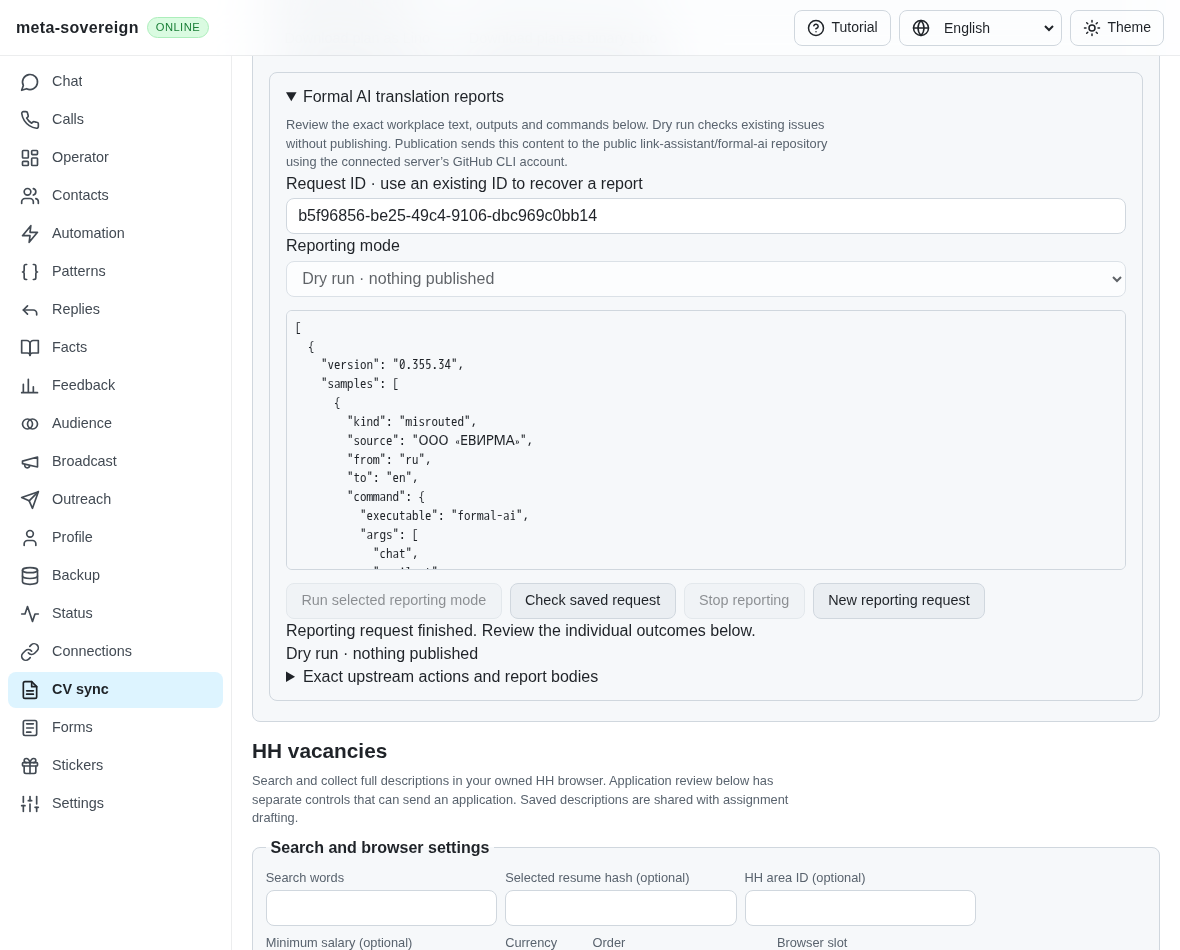 meta-sovereign ONLINE Tutorial English Theme
Chat
Calls
Operator
Contacts
Automation
Patterns
Replies
Facts
Feedback
Audience
Broadcast
Outreach
Profile
Backup
Status
Connections
CV sync
Forms
Stickers
Settings
Formal AI translation reports
Review the exact workplace text, outputs and commands below. Dry run checks existing issues
without publishing. Publication sends this content to the public link-assistant/formal-ai repository
using the connected server’s GitHub CLI account.
Request ID · use an existing ID to recover a report
b5f96856-be25-49c4-9106-dbc969c0bb14
Reporting mode
Dry run · nothing published
[
{
"version": "0.355.34",
"samples": [
{
"kind": "misrouted",
"source": "ООО «ЕВИРМА»",
"from": "ru",
"to": "en",
"command": {
"executable": "formal-ai",
"args": [
"chat",
Run selected reporting mode Check saved request Stop reporting New reporting request
Reporting request finished. Review the individual outcomes below.
Dry run · nothing published
Exact upstream actions and report bodies
HH vacancies
Search and collect full descriptions in your owned HH browser. Application review below has
separate controls that can send an application. Saved descriptions are shared with assignment
drafting.
Search and browser settings
Search words Selected resume hash (optional) HH area ID (optional)
Minimum salary (optional) Currency Order Browser slot